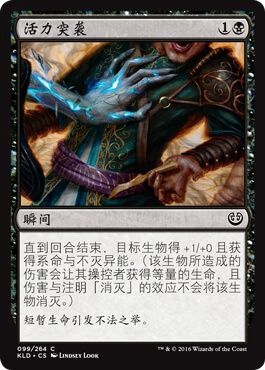 活力突袭 1
瞬间
直到回合结束，目标生物得+1/+0且获
得系命与不灭异能。（该生物所造成的
伤害会让其操控者获得等量的生命，且
伤害与注明「消灭」的效应不会将该生
物消灭。）
短暂生命引发不法之举。
099/264 C
KLD • CS LINDSEY LOOK
™ & © 2016 Wizards of the Coast